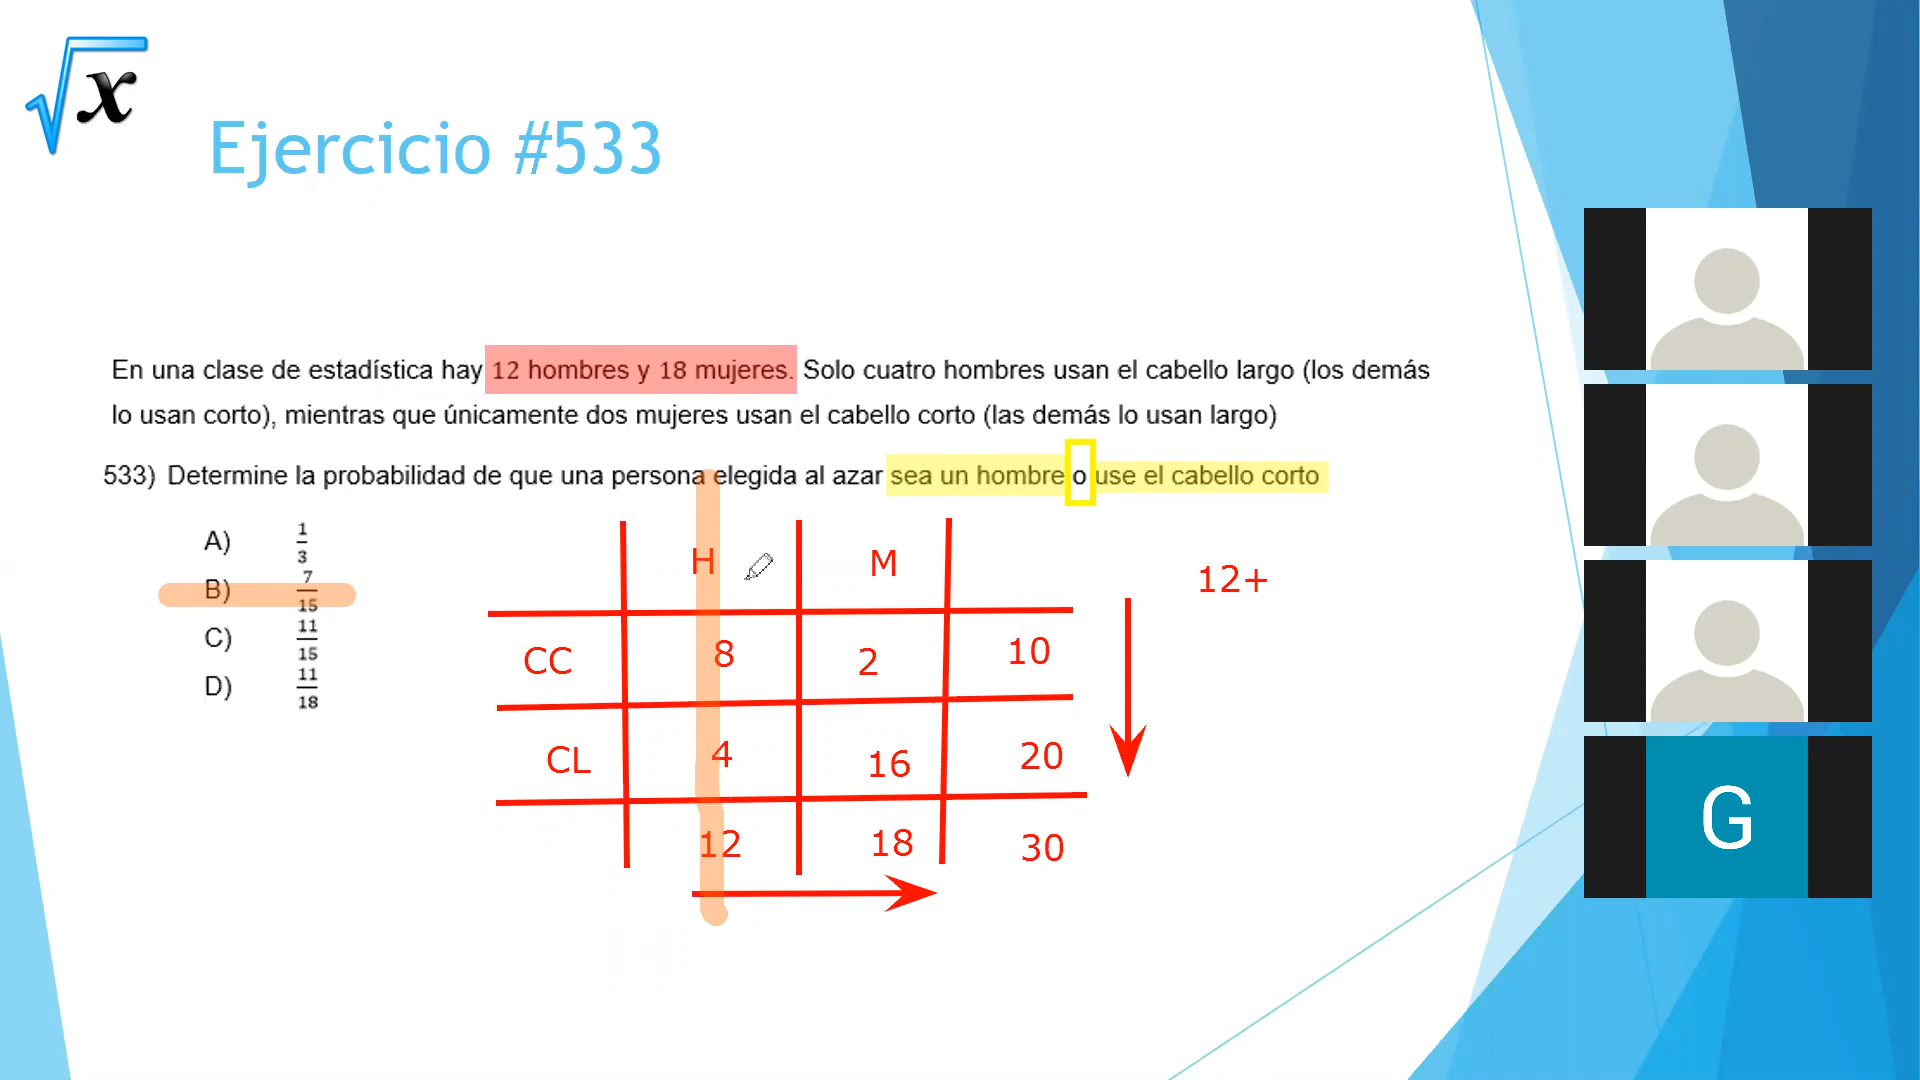 √x
Ejercicio #533
En una clase de estadística hay 12 hombres y 18 mujeres. Solo cuatro hombres usan el cabello largo (los demás
lo usan corto), mientras que únicamente dos mujeres usan el cabello corto (las demás lo usan largo)
533) Determine la probabilidad de que una persona elegida al azar sea un hombre o use el cabello corto
A) 1/3
B) 7/15
C) 11/15
D) 11/18
H M
12+
CC 8 2 10
CL 4 16 20
12 18 30
G